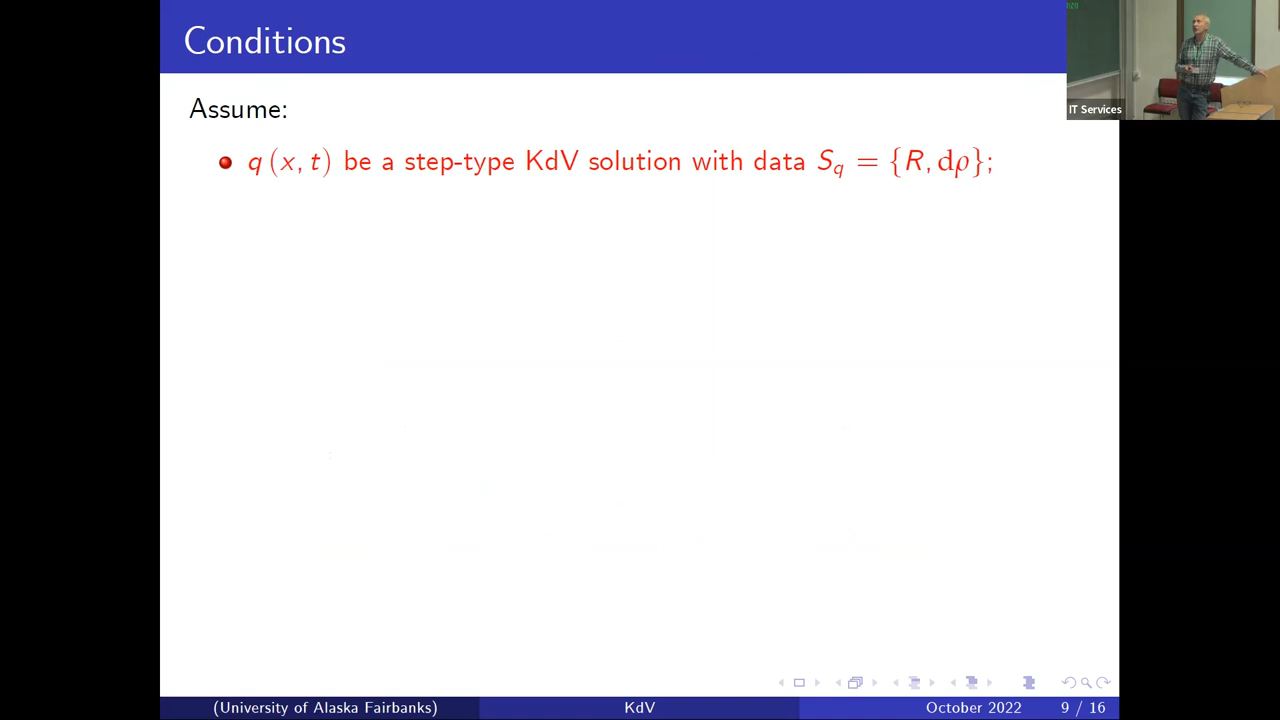 Conditions
IT Services
Assume:
q (x, t) be a step-type KdV solution with data S_q = {R, dρ};
(University of Alaska Fairbanks) KdV October 2022 9 / 16